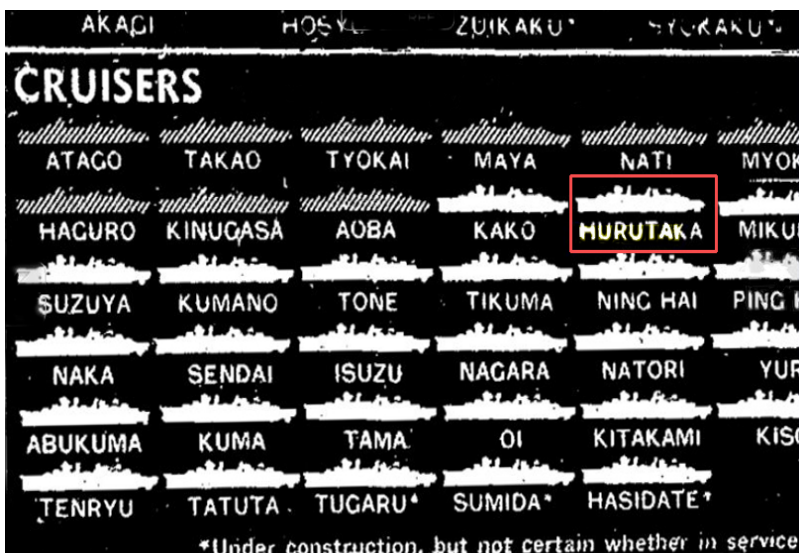 AKAGI ZUIKAKU*
CRUISERS
ATAGO TAKAO TYOKAI MAYA NATI
HAGURO KINUGASA AOBA KAKO HURUTAKA
SUZUYA KUMANO TONE TIKUMA NING HAI PING
NAKA SENDAI ISUZU NAGARA NATORI
ABUKUMA KUMA TAMA OI KITAKAMI
TENRYU TATUTA TUGARU* SUMIDA* HASIDATE*
*Under construction, but not certain whether in service